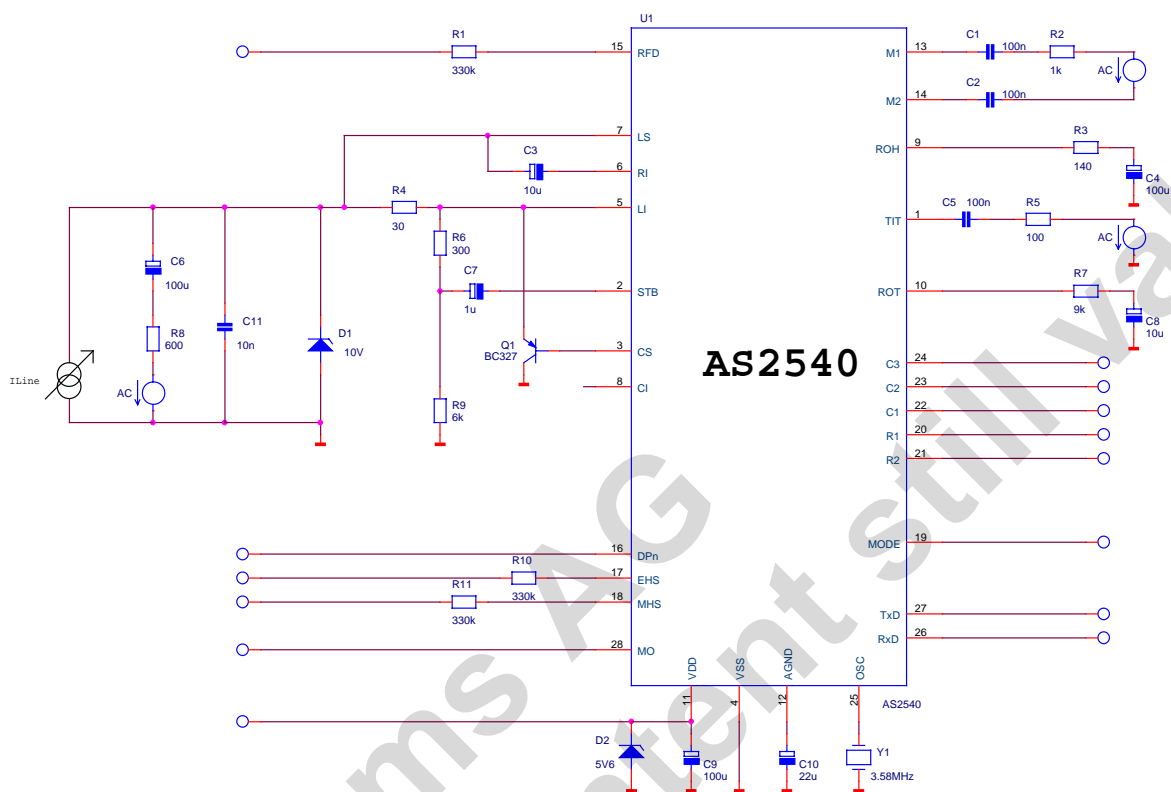 U1
R1
330k
15
RFD
M1
13
C1
100n
R2
1k
AC
M2
14
C2
100n
7
LS
ROH
9
R3
140
C4
100u
C3
10u
6
RI
R4
30
5
LI
TIT
1
C5
100n
R5
100
AC
R6
300
C6
100u
C7
1u
2
STB
ROT
10
R7
9k
C8
10u
R8
600
C11
10n
D1
10V
Q1
BC327
3
CS
8
CI
AS2540
C3
24
C2
23
C1
22
R1
20
R2
21
ILine
AC
R9
6k
MODE
19
16
DPn
R10
330k
17
EHS
R11
330k
18
MHS
TxD
27
RxD
26
28
MO
VDD
11
VSS
4
AGND
12
OSC
25
AS2540
D2
5V6
C9
100u
C10
22u
Y1
3.58MHz
ms AG
tent still val